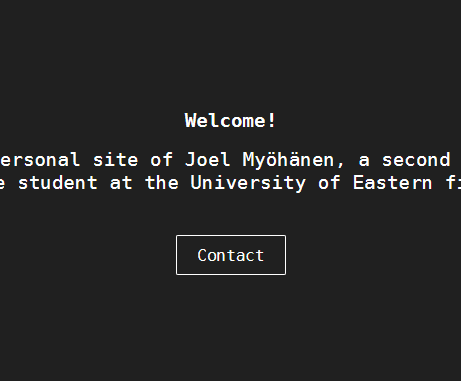 Welcome!
ersonal site of Joel Myöhänen, a second
e student at the University of Eastern fi
Contact